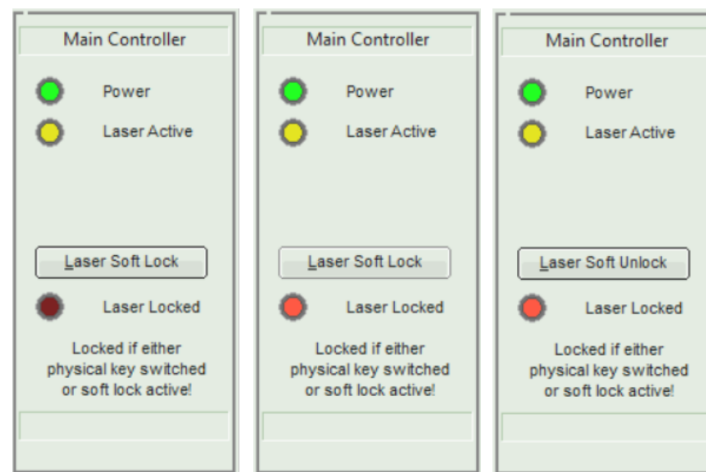 Main Controller
Power
Laser Active
Laser Soft Lock
Laser Locked
Locked if either
physical key switched
or soft lock active!
Main Controller
Power
Laser Active
Laser Soft Lock
Laser Locked
Locked if either
physical key switched
or soft lock active!
Main Controller
Power
Laser Active
Laser Soft Unlock
Laser Locked
Locked if either
physical key switched
or soft lock active!